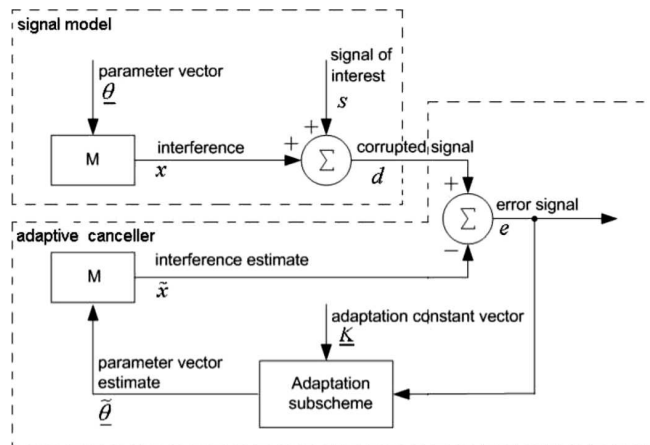 signal model
parameter vector
θ
M
interference
x
signal of
interest
s
+
+
Σ
corrupted signal
d
+
Σ
−
error signal
e
adaptive canceller
M
interference estimate
x̃
adaptation constant vector
K
parameter vector
estimate
θ̃
Adaptation
subscheme